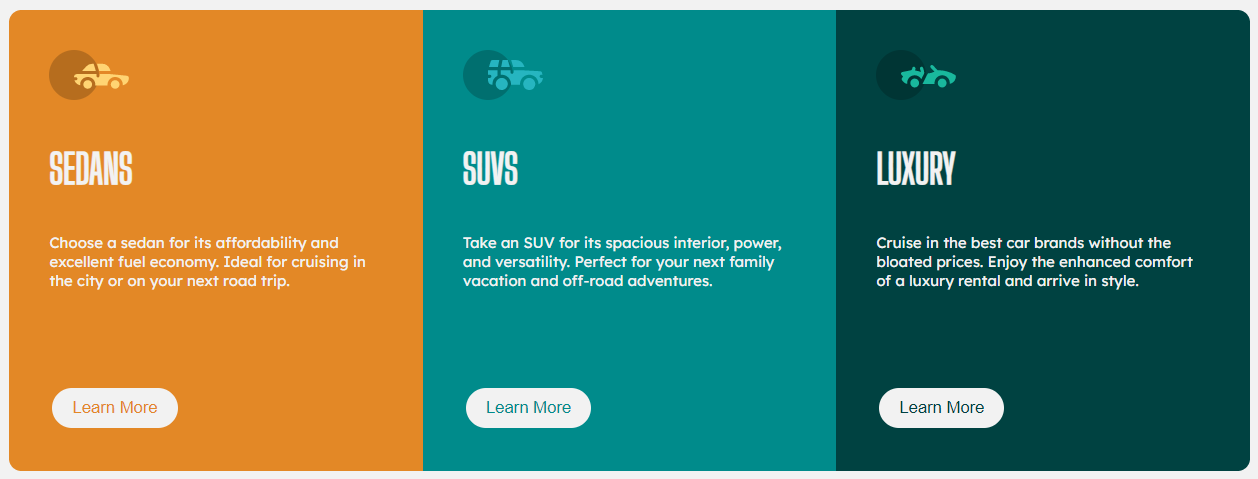 SEDANS
Choose a sedan for its affordability and
excellent fuel economy. Ideal for cruising in
the city or on your next road trip.
Learn More
SUVS
Take an SUV for its spacious interior, power,
and versatility. Perfect for your next family
vacation and off-road adventures.
Learn More
LUXURY
Cruise in the best car brands without the
bloated prices. Enjoy the enhanced comfort
of a luxury rental and arrive in style.
Learn More